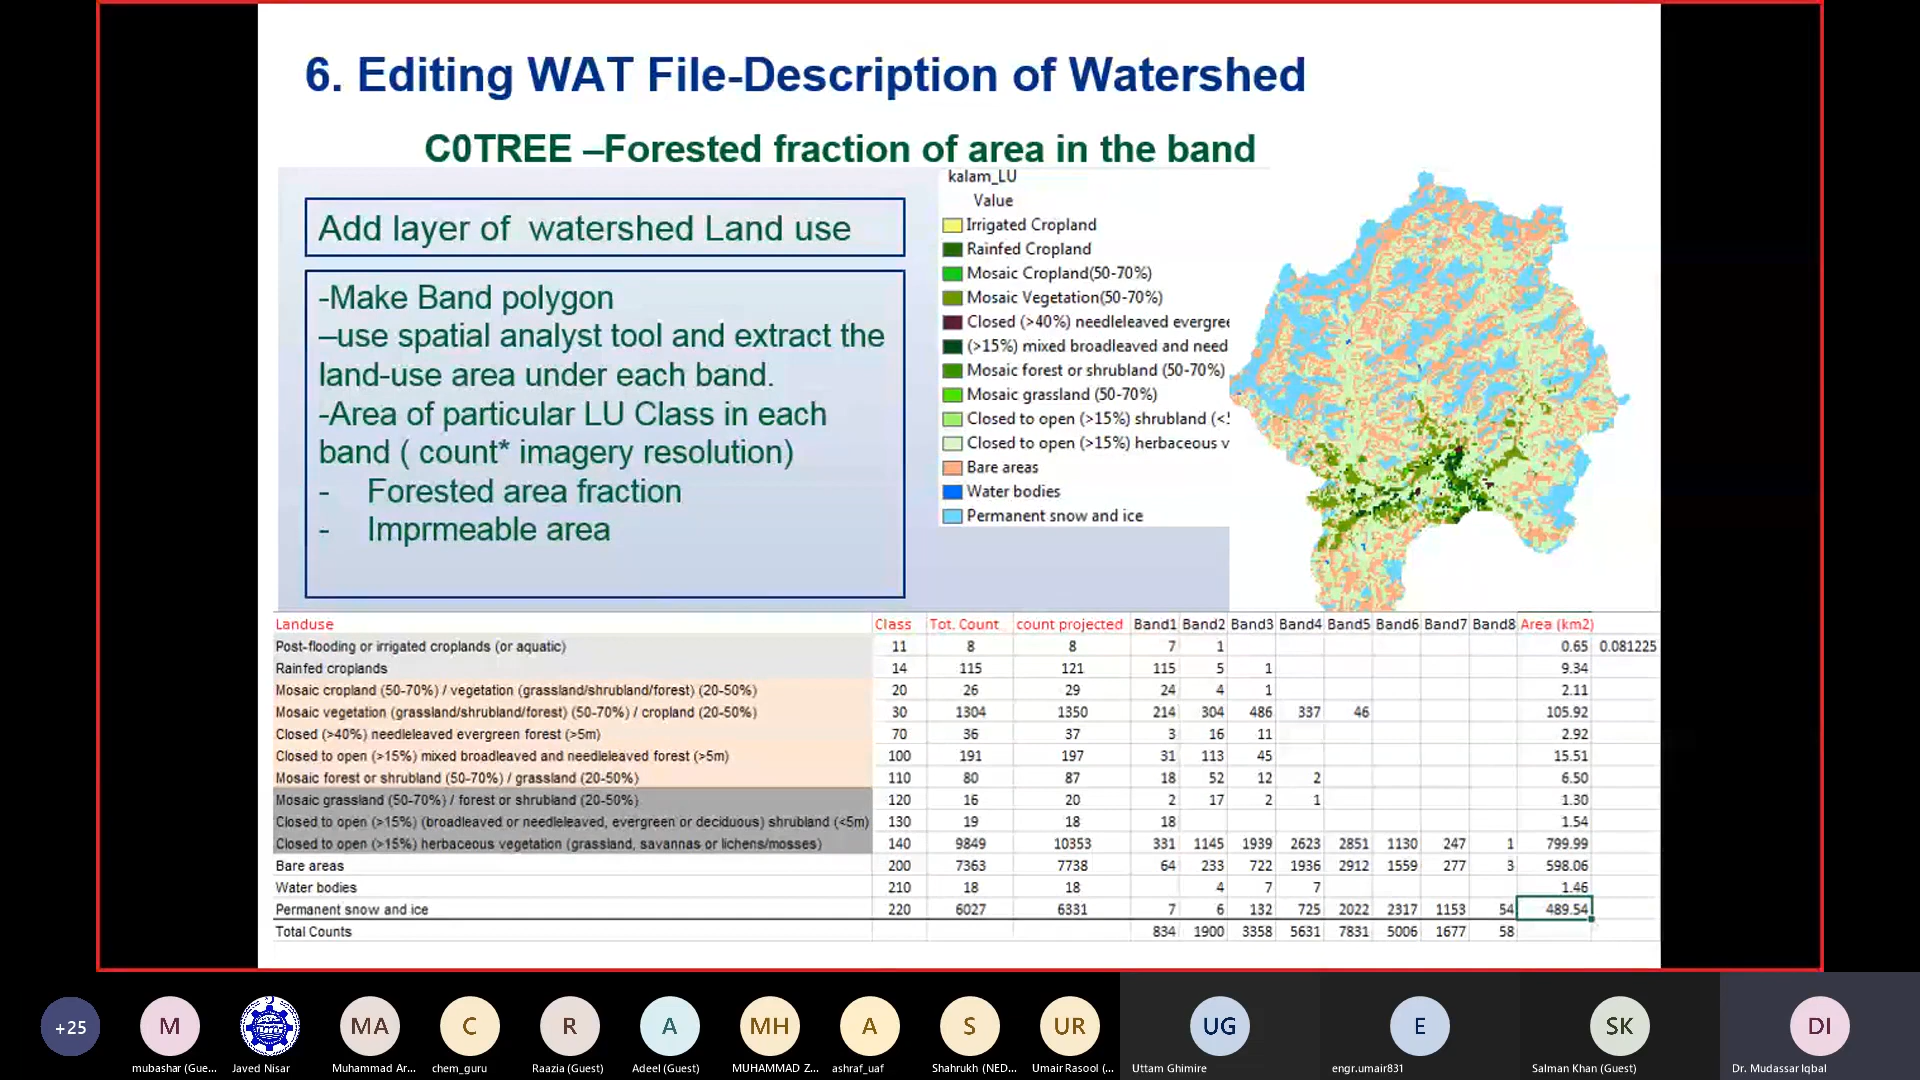 6. Editing WAT File-Description of Watershed
C0TREE –Forested fraction of area in the band
Add layer of watershed Land use
-Make Band polygon
–use spatial analyst tool and extract the
land-use area under each band.
-Area of particular LU Class in each
band ( count* imagery resolution)
- Forested area fraction
- Imprmeable area
kalam_LU
Value
Irrigated Cropland
Rainfed Cropland
Mosaic Cropland(50-70%)
Mosaic Vegetation(50-70%)
Closed (>40%) needleleaved evergree
(>15%) mixed broadleaved and need
Mosaic forest or shrubland (50-70%)
Mosaic grassland (50-70%)
Closed to open (>15%) shrubland (<5
Closed to open (>15%) herbaceous v
Bare areas
Water bodies
Permanent snow and ice
Landuse Class Tot. Count count projected Band1 Band2 Band3 Band4 Band5 Band6 Band7 Band8 Area (km2)
Post-flooding or irrigated croplands (or aquatic) 11 8 8 7 1 0.65 0.081225
Rainfed croplands 14 115 121 115 5 1 9.34
Mosaic cropland (50-70%) / vegetation (grassland/shrubland/forest) (20-50%) 20 26 29 24 4 1 2.11
Mosaic vegetation (grassland/shrubland/forest) (50-70%) / cropland (20-50%) 30 1304 1350 214 304 486 337 46 105.92
Closed (>40%) needleleaved evergreen forest (>5m) 70 36 37 3 16 11 2.92
Closed to open (>15%) mixed broadleaved and needleleaved forest (>5m) 100 191 197 31 113 45 15.51
Mosaic forest or shrubland (50-70%) / grassland (20-50%) 110 80 87 18 52 12 2 6.50
Mosaic grassland (50-70%) / forest or shrubland (20-50%) 120 16 20 2 17 2 1 1.30
Closed to open (>15%) (broadleaved or needleleaved, evergreen or deciduous) shrubland (<5m) 130 19 18 18 1.54
Closed to open (>15%) herbaceous vegetation (grassland, savannas or lichens/mosses) 140 9849 10353 331 1145 1939 2623 2851 1130 247 1 799.99
Bare areas 200 7363 7738 64 233 722 1936 2912 1559 277 3 598.06
Water bodies 210 18 18 4 7 7 1.46
Permanent snow and ice 220 6027 6331 7 6 132 725 2022 2317 1153 54 489.54
Total Counts 834 1900 3358 5631 7831 5006 1677 58
+25 M MA C R A MH A S UR UG E SK DI
mubashar (Gue... Javed Nisar Muhammad Ar... chem_guru Raazia (Guest) Adeel (Guest) MUHAMMAD Z... ashraf_uaf Shahrukh (NED... Umair Rasool (... Uttam Ghimire engr.umair831 Salman Khan (Guest) Dr. Mudassar Iqbal